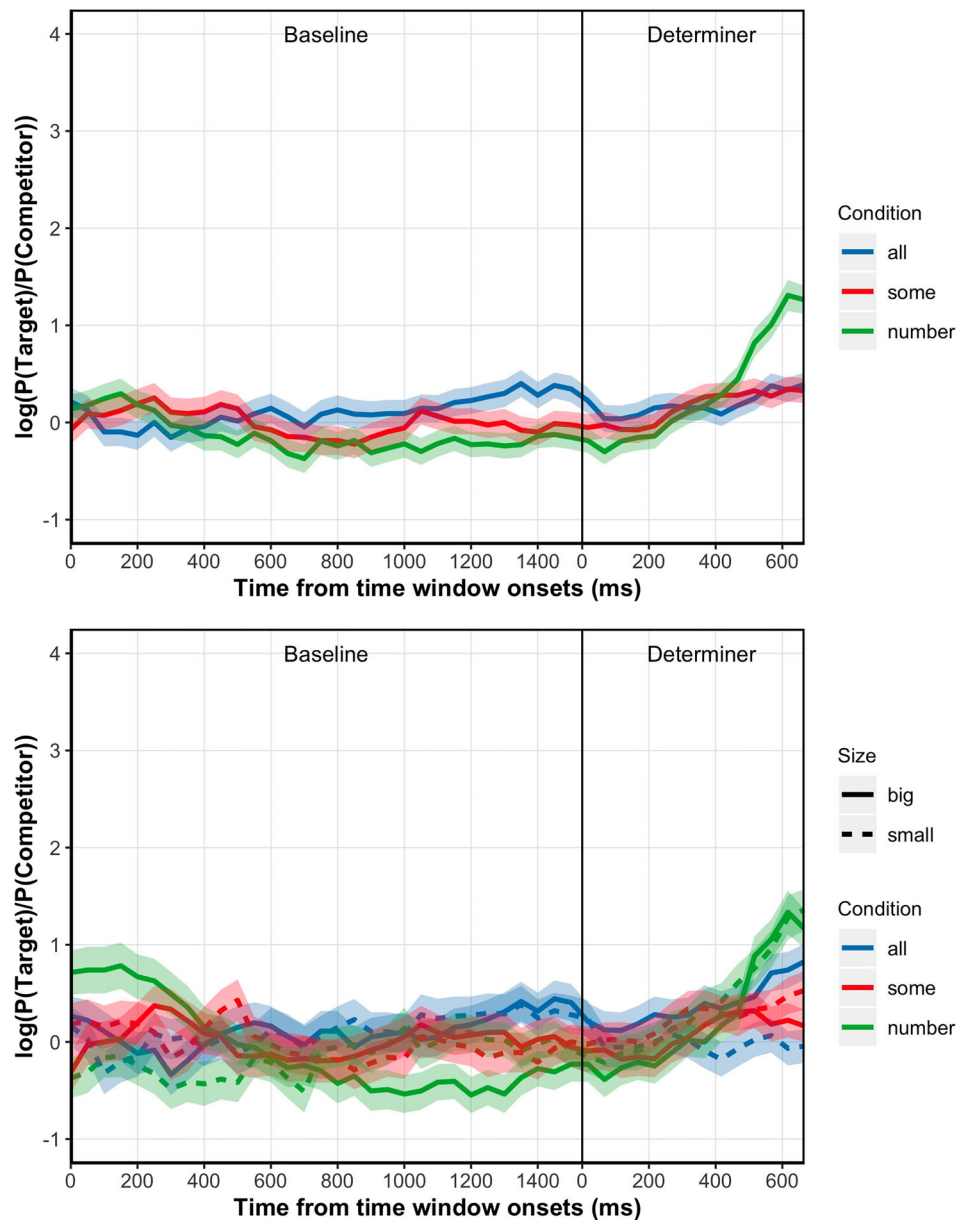 Baseline Determiner
4
3
2
1
0
-1
log(P(Target)/P(Competitor))
0 200 400 600 800 1000 1200 1400 0 200 400 600
Time from time window onsets (ms)
Condition
all
some
number
Baseline Determiner
4
3
2
1
0
-1
log(P(Target)/P(Competitor))
0 200 400 600 800 1000 1200 1400 0 200 400 600
Time from time window onsets (ms)
Size
big
small
Condition
all
some
number